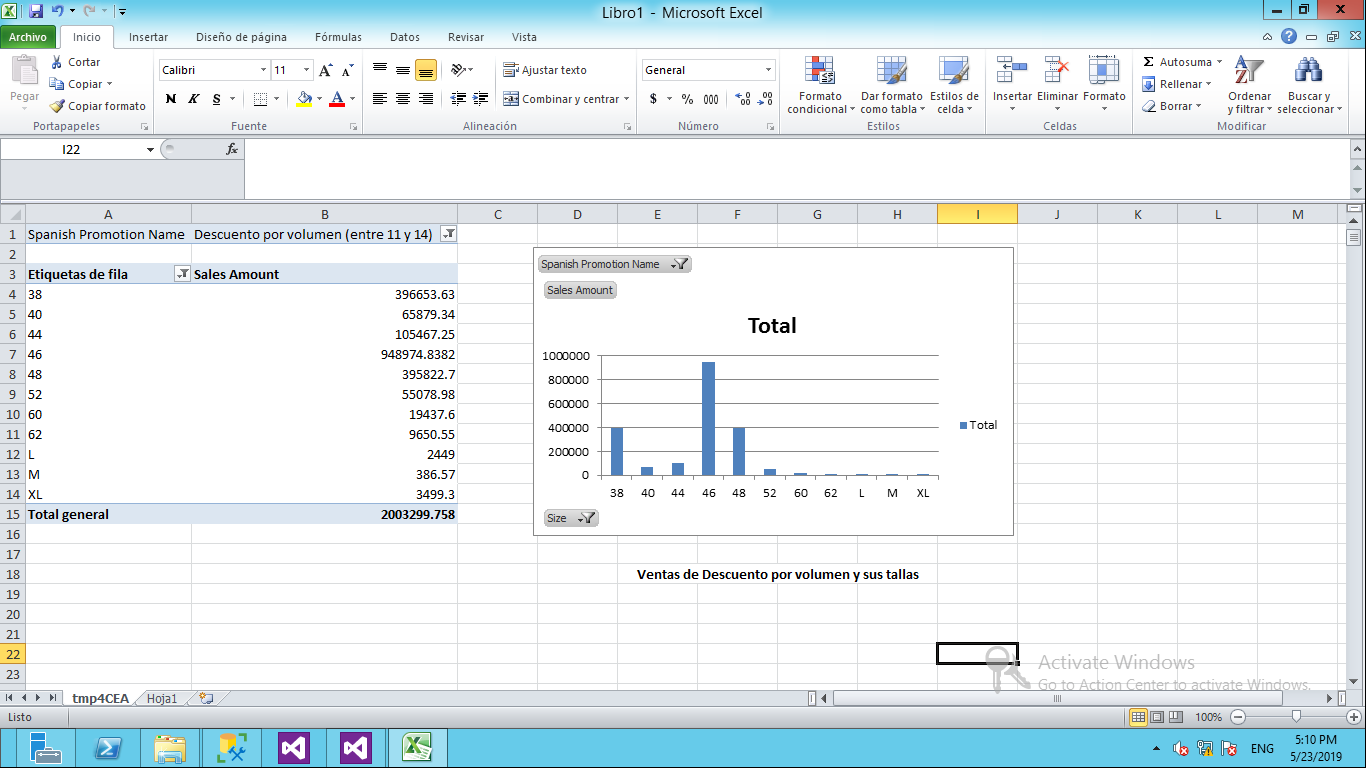 Libro1 - Microsoft Excel
Archivo Inicio Insertar Diseño de página Fórmulas Datos Revisar Vista
Pegar
Cortar
Copiar
Copiar formato
Portapapeles
Calibri 11
N K S
Fuente
Ajustar texto
Combinar y centrar
Alineación
General
$ % 000
Número
Formato condicional
Dar formato como tabla
Estilos de celda
Estilos
Insertar Eliminar Formato
Celdas
Σ Autosuma
Rellenar
Borrar
Ordenar y filtrar
Buscar y seleccionar
Modificar
I22 fx
A B C D E F G H I J K L M
1 Spanish Promotion Name Descuento por volumen (entre 11 y 14)
2
3 Etiquetas de fila Sales Amount
4 38 396653.63
5 40 65879.34
6 44 105467.25
7 46 948974.8382
8 48 395822.7
9 52 55078.98
10 60 19437.6
11 62 9650.55
12 L 2449
13 M 386.57
14 XL 3499.3
15 Total general 2003299.758
16
17
18
19
20
21
22
23
Spanish Promotion Name
Sales Amount
Total
1000000
800000
600000
400000
200000
0
38 40 44 46 48 52 60 62 L M XL
Total
Size
Ventas de Descuento por volumen y sus tallas
Activate Windows
Go to Action Center to activate Windows.
tmp4CEA Hoja1
Listo 100%
ENG
5:10 PM
5/23/2019